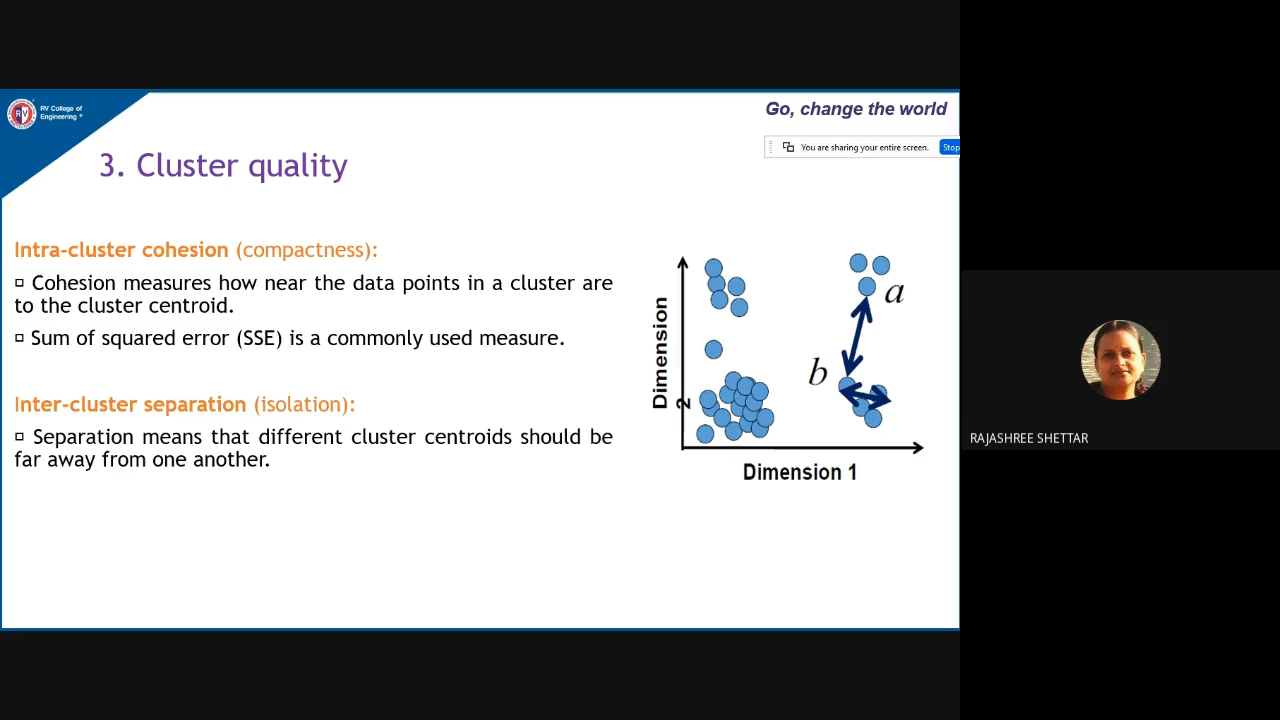 RV College of
Engineering ®
Go, change the world
You are sharing your entire screen.
Stop
3. Cluster quality
Intra-cluster cohesion (compactness):
Cohesion measures how near the data points in a cluster are
to the cluster centroid.
Sum of squared error (SSE) is a commonly used measure.
Inter-cluster separation (isolation):
Separation means that different cluster centroids should be
far away from one another.
Dimension
2
a
b
Dimension 1
RAJASHREE SHETTAR